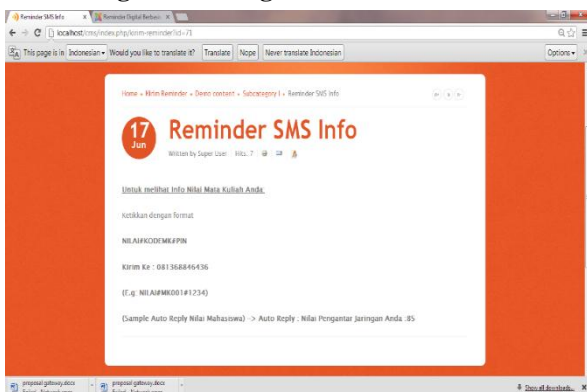 Reminder SMS Info
Reminder Digital Berbasis
localhost/cms/index.php/kirim-reminder?id=71
This page is in Indonesian Would you like to translate it? Translate Nope Never translate Indonesian Options
Home » Kirim Reminder » Demo content » Subcategory I » Reminder SMS Info
17
Jun
Reminder SMS Info
Written by Super User Hits: 7
Untuk melihat Info Nilai Mata Kuliah Anda.
Ketikkan dengan format
NILAI#KODEMK#PIN
Kirim Ke : 081368846436
(E.g: NILAI#MK001#1234)
(Sample Auto Reply Nilai Mahasiswa) -> Auto Reply : Nilai Pengantar Jaringan Anda :85
proposal gateway.docx
proposal gateway.docx
Show all downloads...